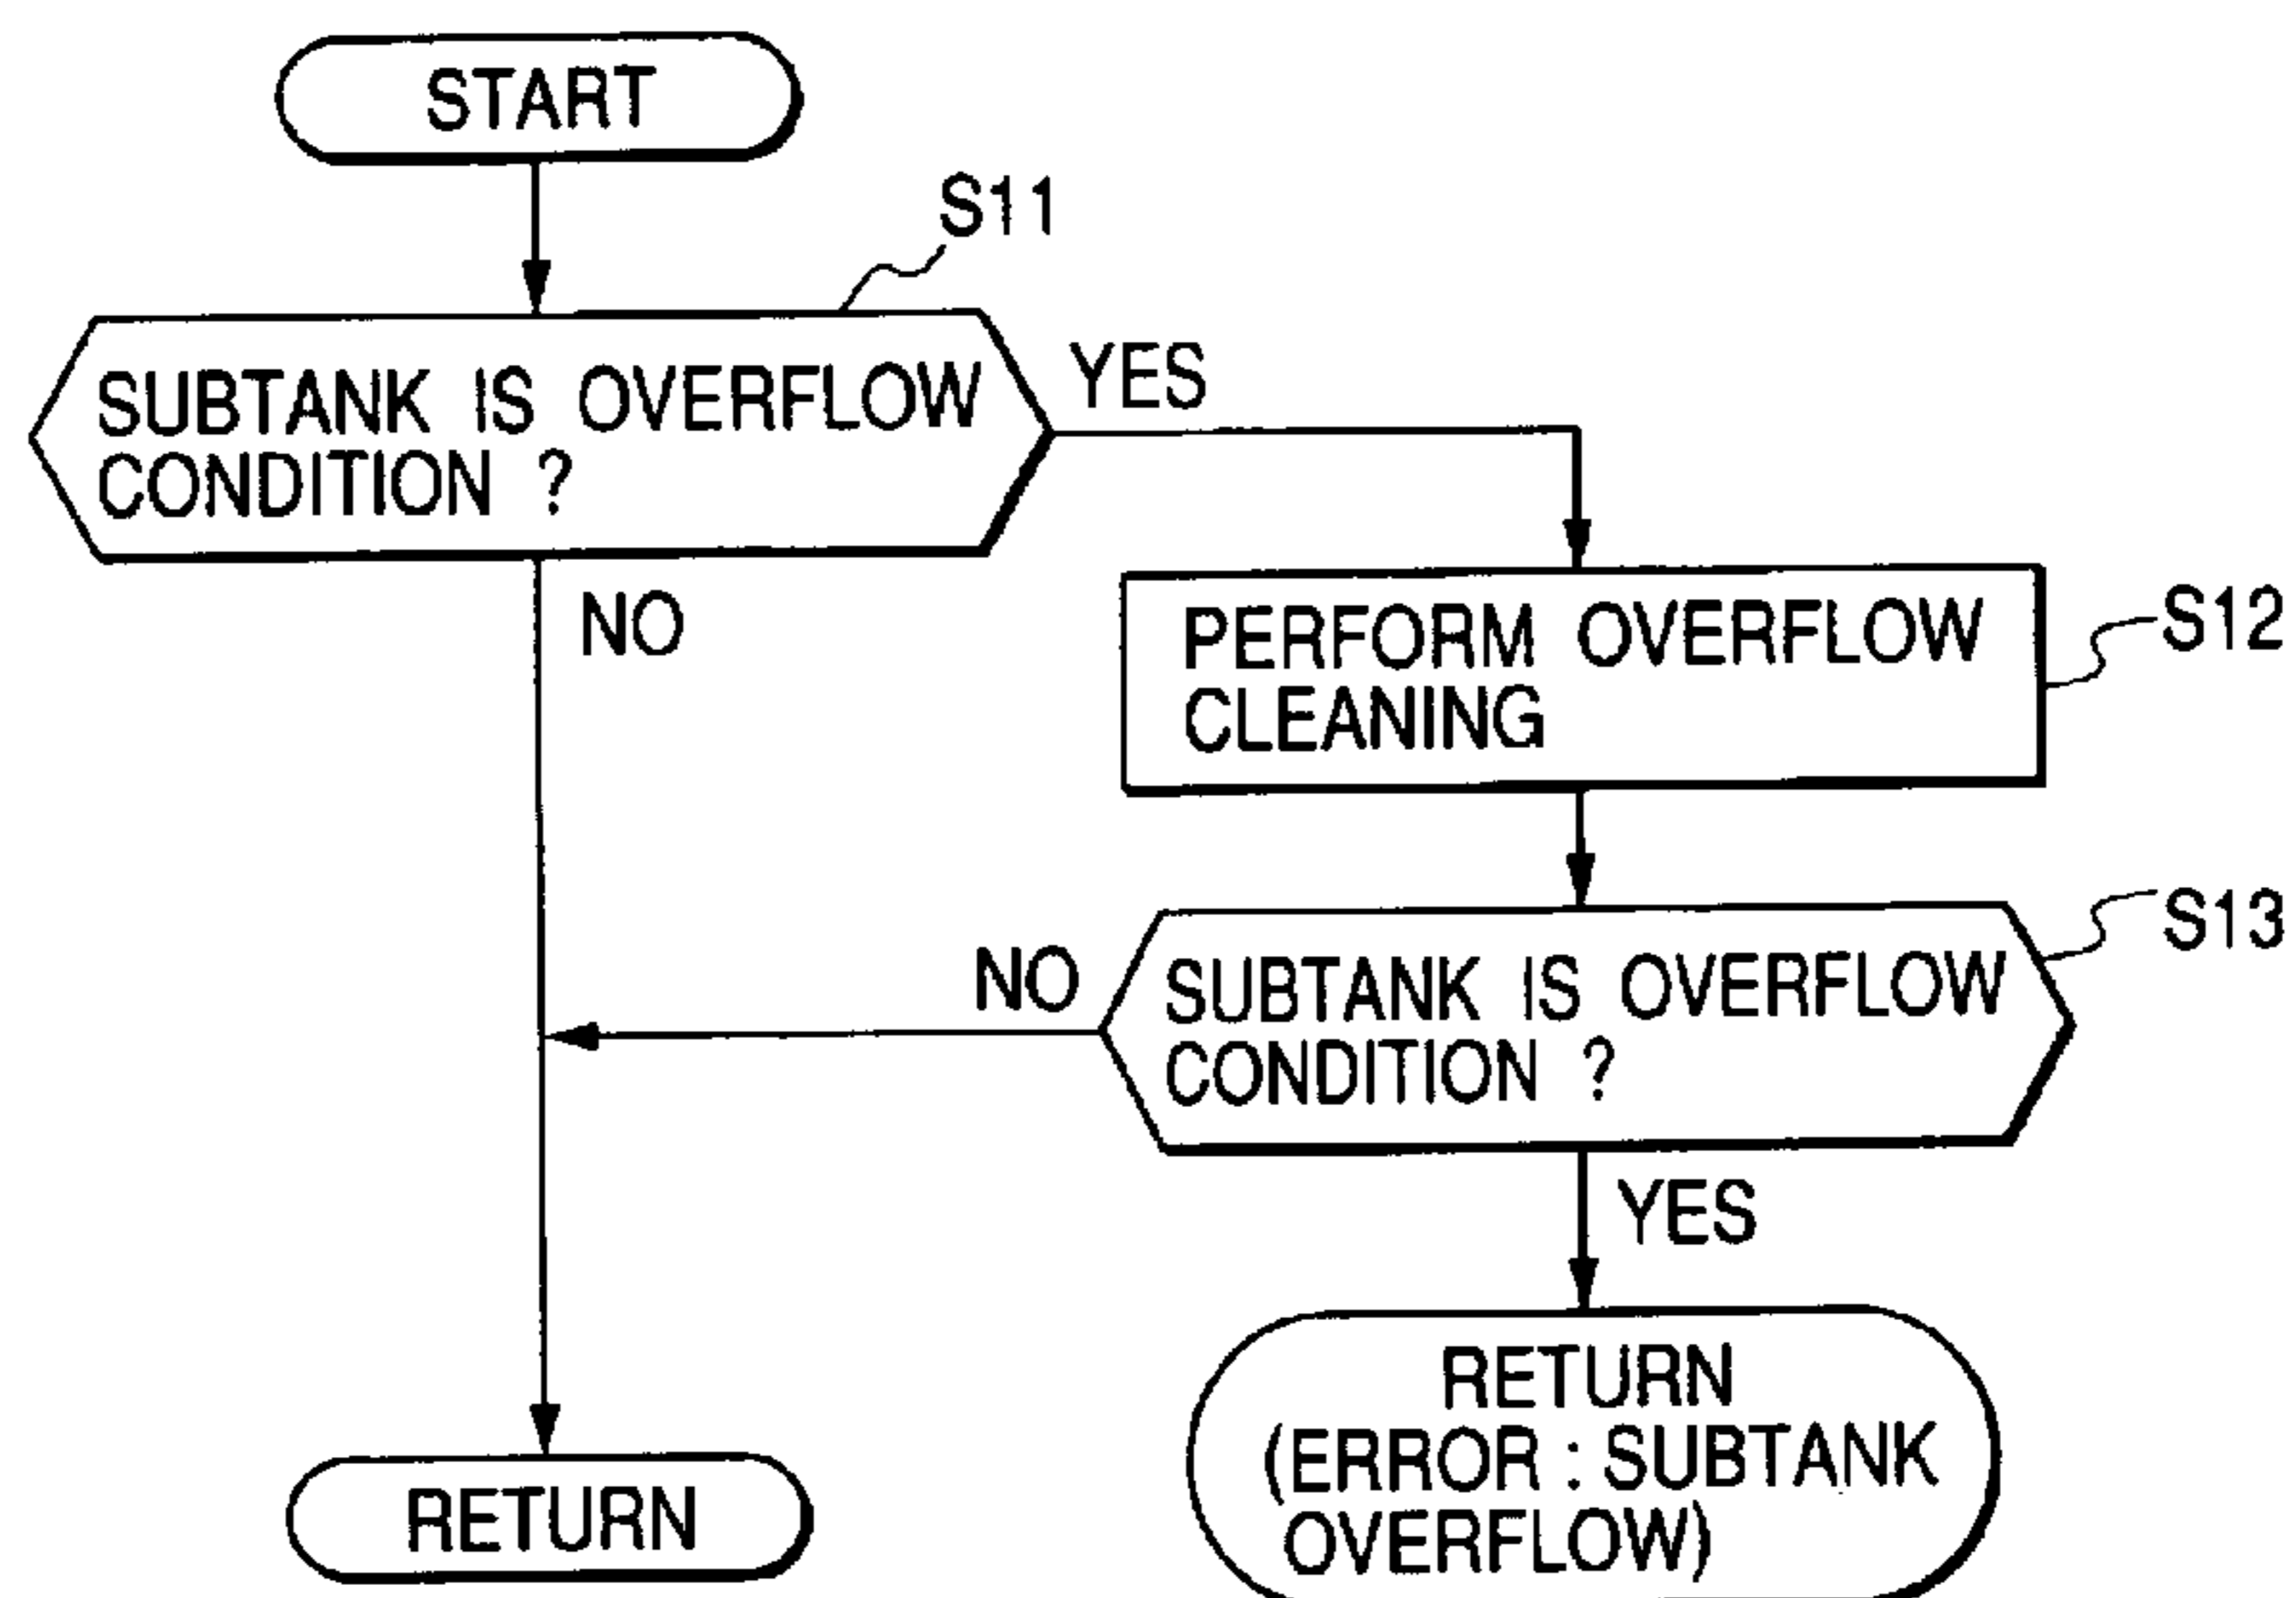 START
S11
SUBTANK IS OVERFLOW
CONDITION ?
YES
NO
PERFORM OVERFLOW
CLEANING
S12
S13
NO
SUBTANK IS OVERFLOW
CONDITION ?
YES
RETURN
RETURN
(ERROR : SUBTANK
OVERFLOW)